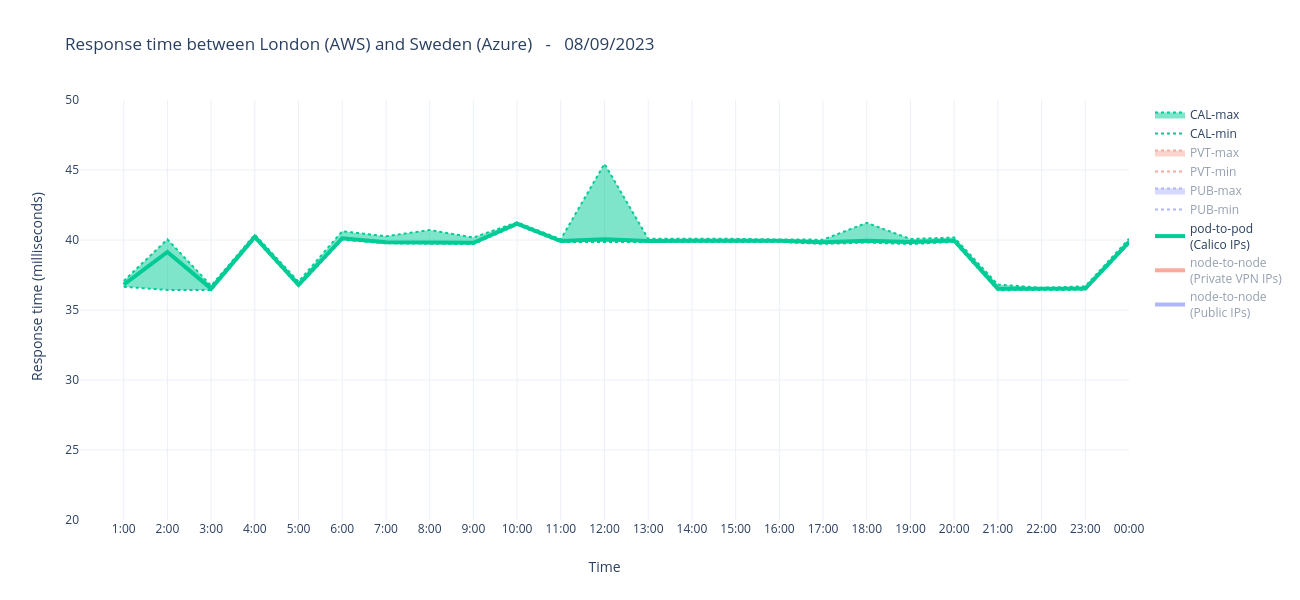 Response time between London (AWS) and Sweden (Azure)   -   08/09/2023
50
45
40
35
30
25
20
Response time (milliseconds)
1:00 2:00 3:00 4:00 5:00 6:00 7:00 8:00 9:00 10:00 11:00 12:00 13:00 14:00 15:00 16:00 17:00 18:00 19:00 20:00 21:00 22:00 23:00 00:00
Time
CAL-max
CAL-min
PVT-max
PVT-min
PUB-max
PUB-min
pod-to-pod
(Calico IPs)
node-to-node
(Private VPN IPs)
node-to-node
(Public IPs)